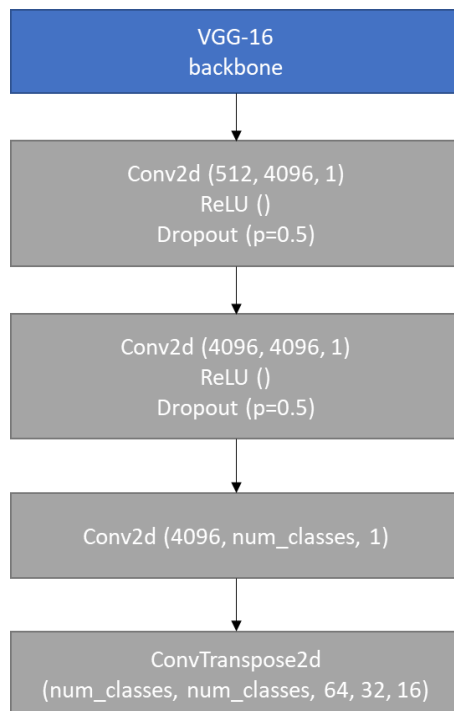 VGG-16
backbone
Conv2d (512, 4096, 1)
ReLU ()
Dropout (p=0.5)
Conv2d (4096, 4096, 1)
ReLU ()
Dropout (p=0.5)
Conv2d (4096, num_classes, 1)
ConvTranspose2d
(num_classes, num_classes, 64, 32, 16)